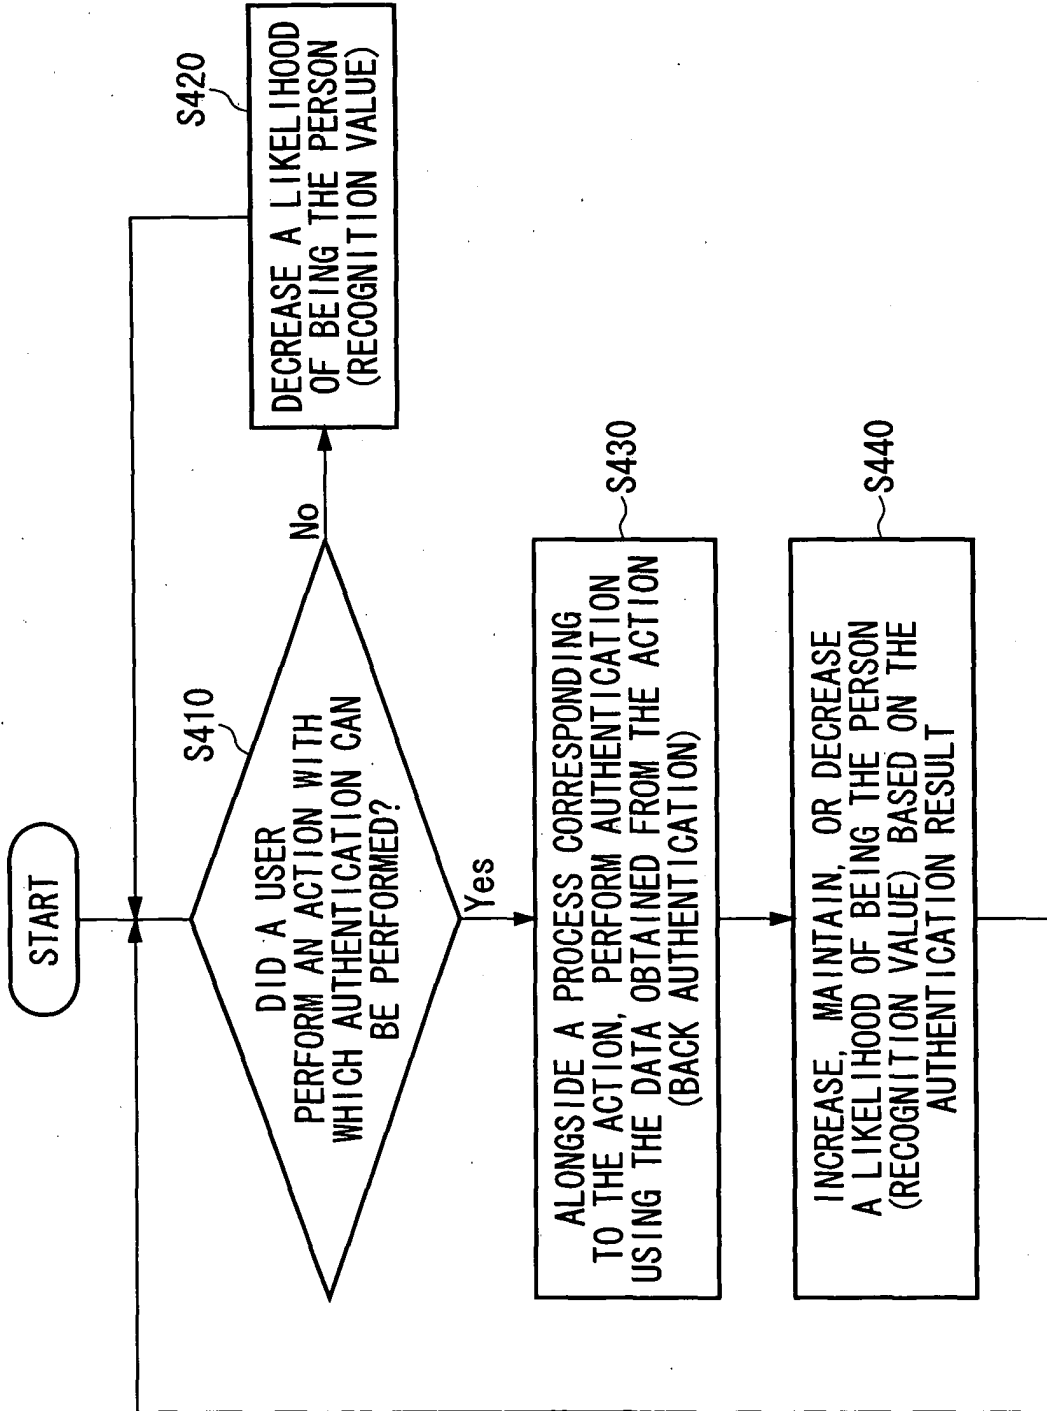 START
S410
DID A USER
PERFORM AN ACTION WITH
WHICH AUTHENTICATION CAN
BE PERFORMED?
No
S420
DECREASE A LIKELIHOOD
OF BEING THE PERSON
(RECOGNITION VALUE)
Yes
S430
ALONGSIDE A PROCESS CORRESPONDING
TO THE ACTION, PERFORM AUTHENTICATION
USING THE DATA OBTAINED FROM THE ACTION
(BACK AUTHENTICATION)
S440
INCREASE, MAINTAIN, OR DECREASE
A LIKELIHOOD OF BEING THE PERSON
(RECOGNITION VALUE) BASED ON THE
AUTHENTICATION RESULT